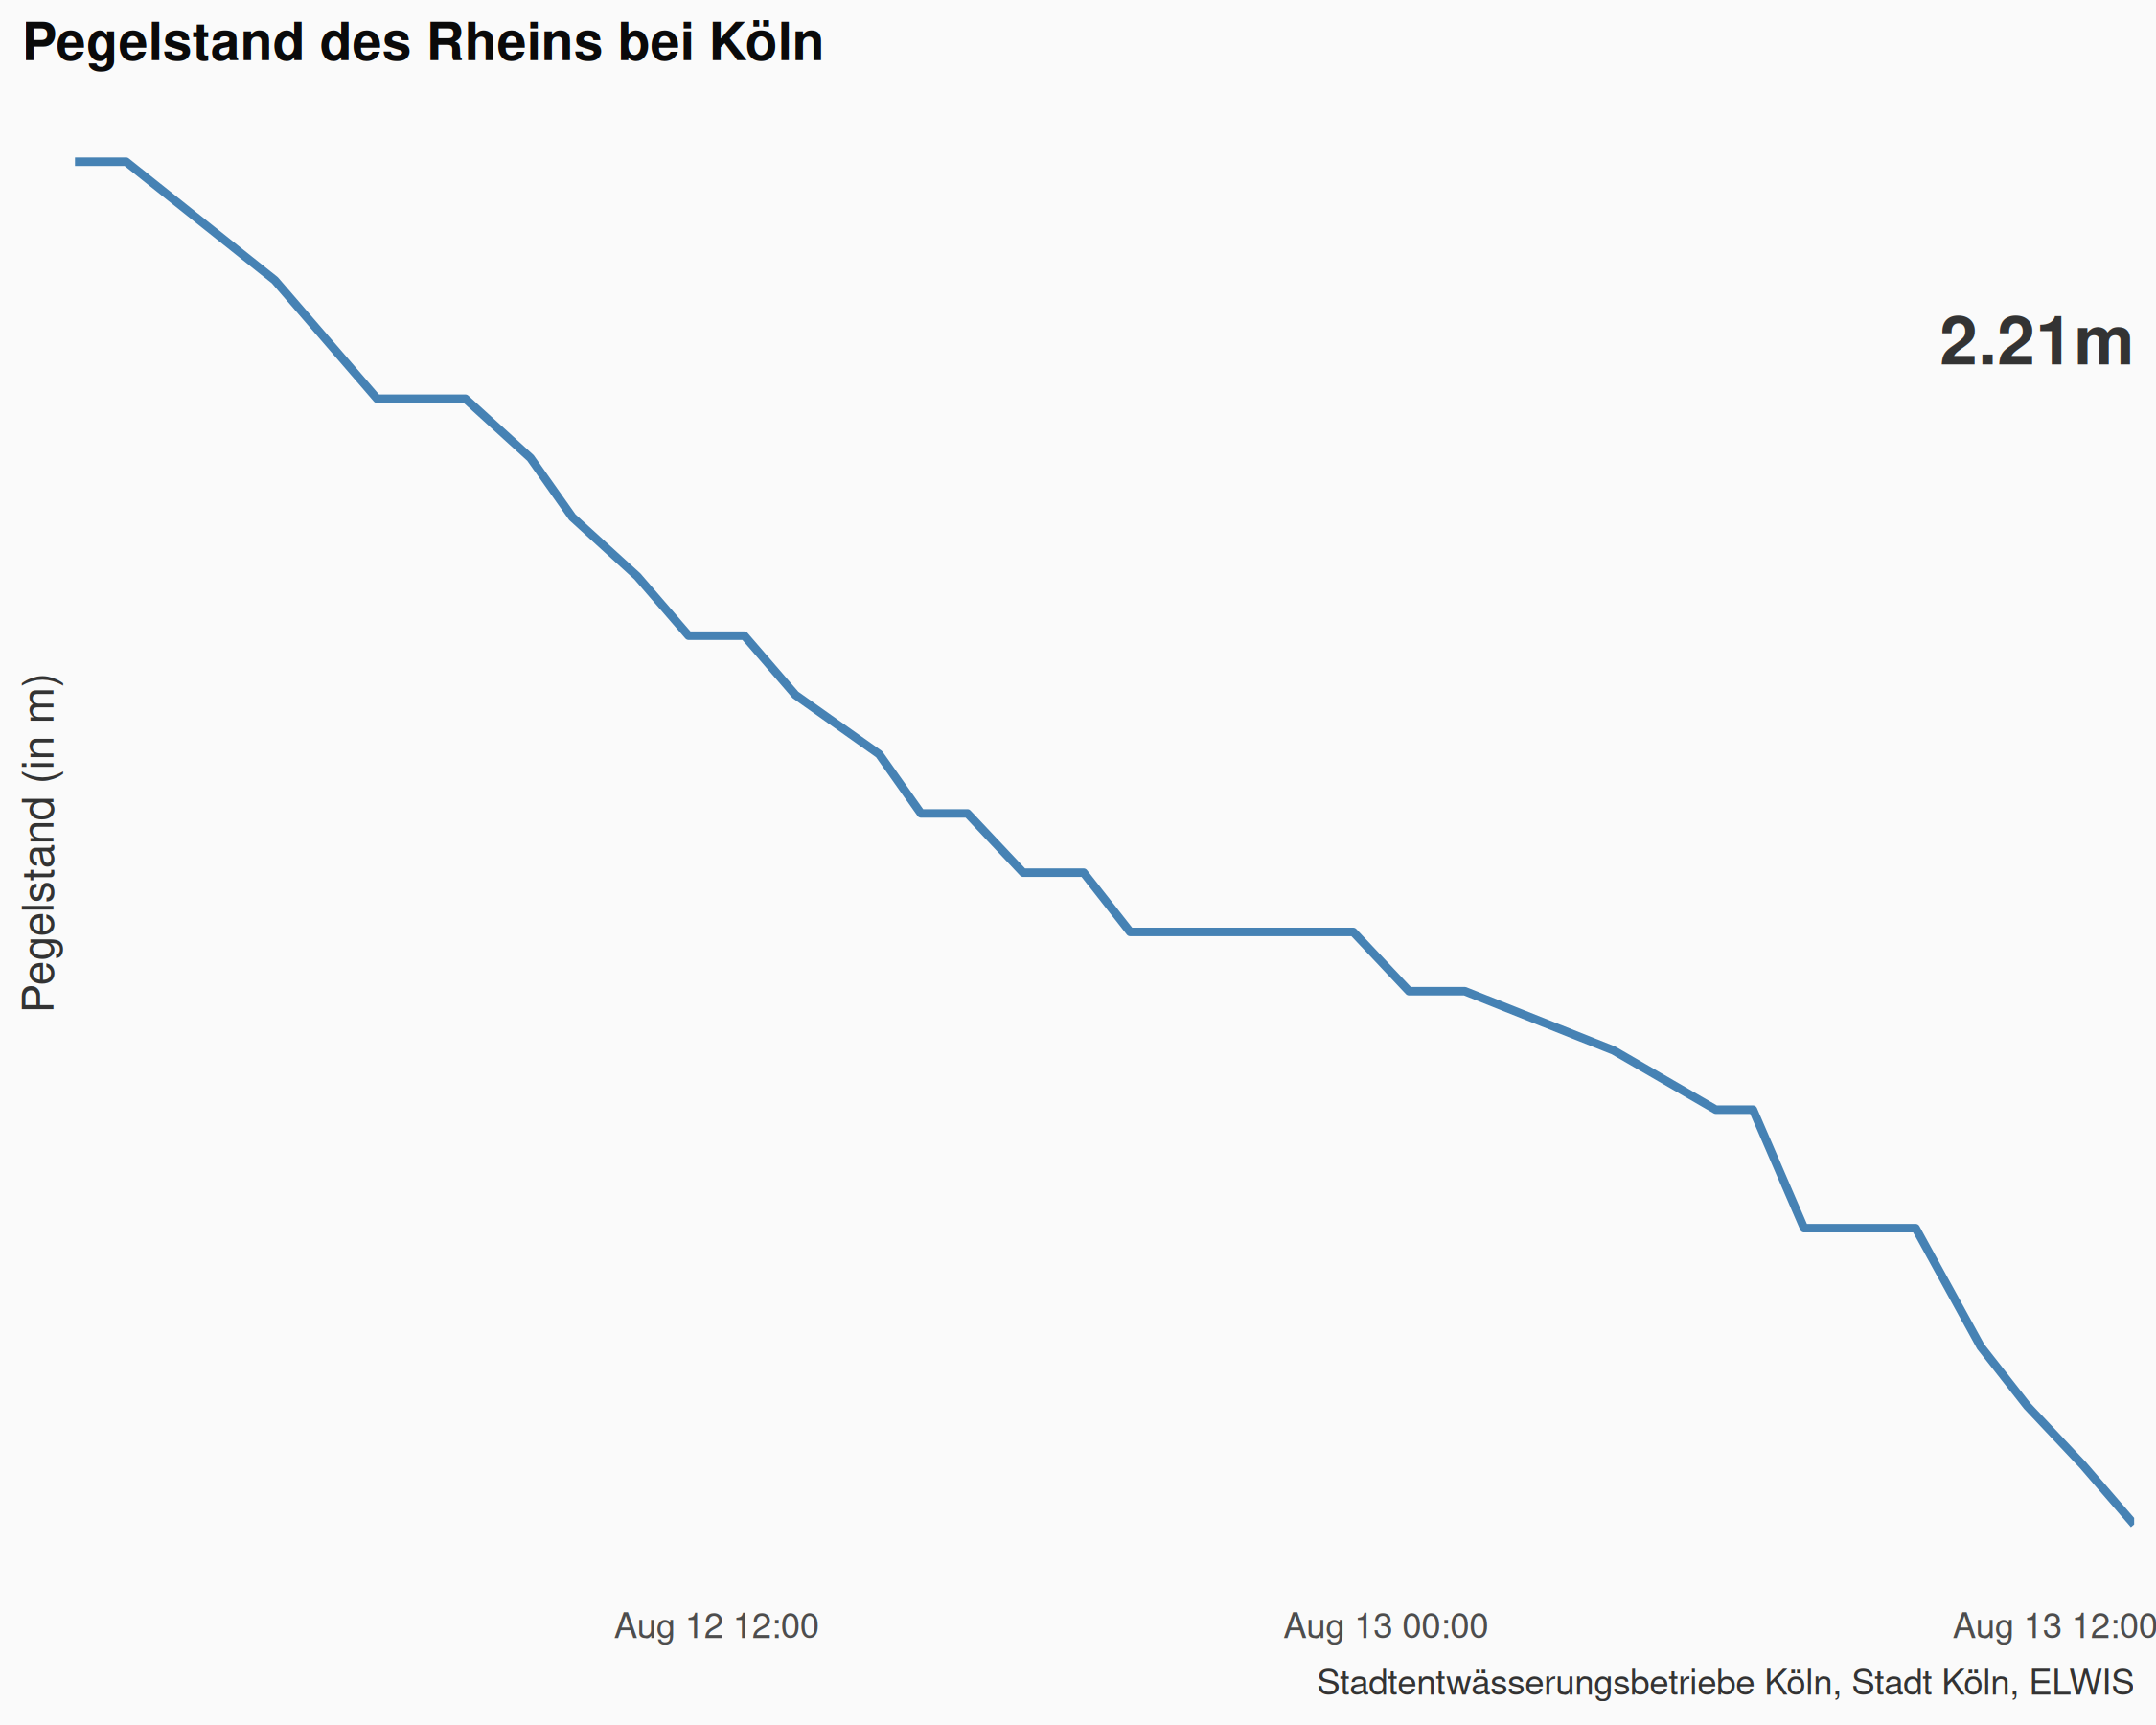 Pegelstand des Rheins bei Köln
2.21m
Pegelstand (in m)
Aug 12 12:00
Aug 13 00:00
Aug 13 12:00
Stadtentwässerungsbetriebe Köln, Stadt Köln, ELWIS